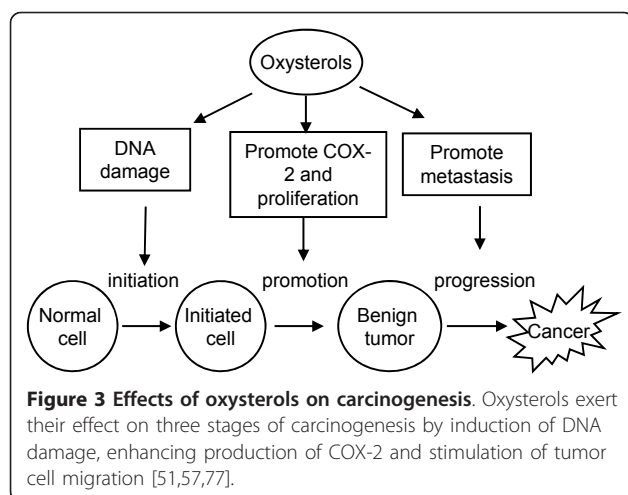 Oxysterols
DNA
damage
Promote COX-
2 and
proliferation
Promote
metastasis
initiation
promotion
progression
Normal
cell
Initiated
cell
Benign
tumor
Cancer
Figure 3 Effects of oxysterols on carcinogenesis. Oxysterols exert
their effect on three stages of carcinogenesis by induction of DNA
damage, enhancing production of COX-2 and stimulation of tumor
cell migration [51,57,77].